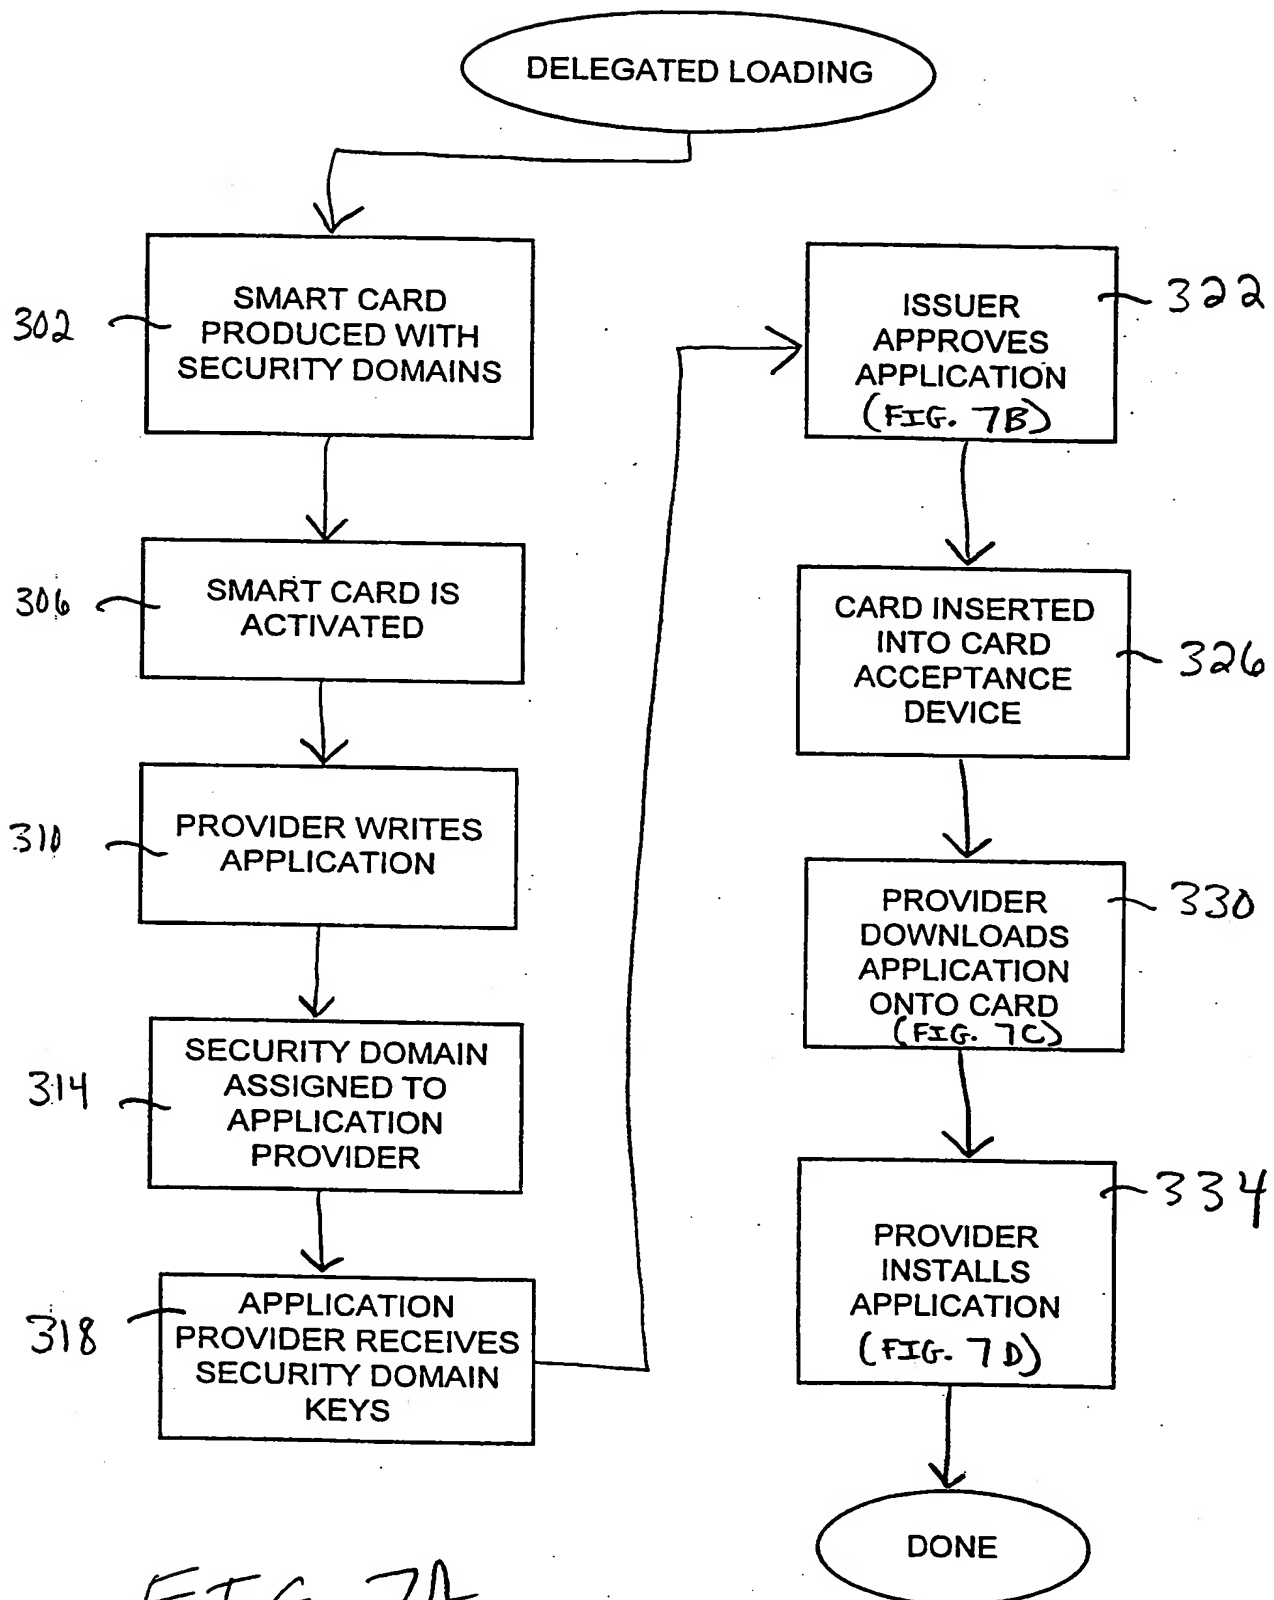 DELEGATED LOADING
302
SMART CARD
PRODUCED WITH
SECURITY DOMAINS
306
SMART CARD IS
ACTIVATED
310
PROVIDER WRITES
APPLICATION
314
SECURITY DOMAIN
ASSIGNED TO
APPLICATION
PROVIDER
318
APPLICATION
PROVIDER RECEIVES
SECURITY DOMAIN
KEYS
322
ISSUER
APPROVES
APPLICATION
(FIG. 7B)
326
CARD INSERTED
INTO CARD
ACCEPTANCE
DEVICE
330
PROVIDER
DOWNLOADS
APPLICATION
ONTO CARD
(FIG. 7C)
334
PROVIDER
INSTALLS
APPLICATION
(FIG. 7D)
DONE
FIG. 7A